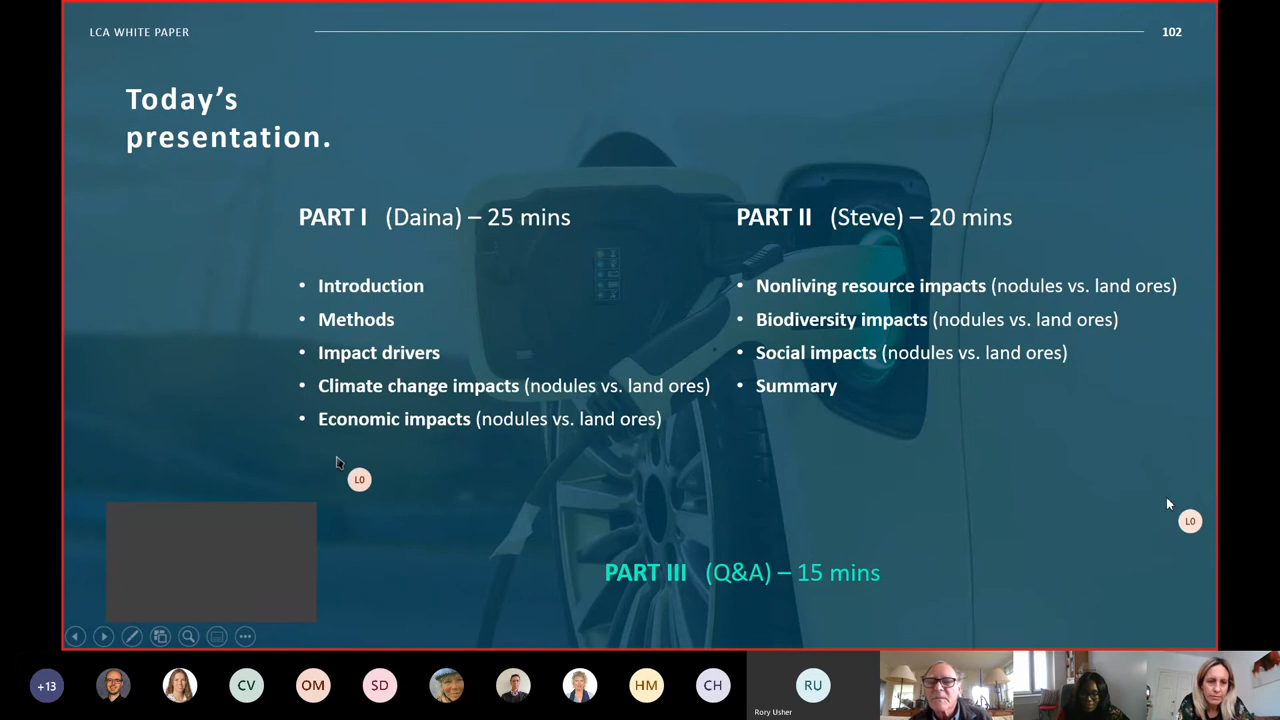 LCA WHITE PAPER
102
Today’s
presentation.
PART I (Daina) – 25 mins
• Introduction
• Methods
• Impact drivers
• Climate change impacts (nodules vs. land ores)
• Economic impacts (nodules vs. land ores)
PART II (Steve) – 20 mins
• Nonliving resource impacts (nodules vs. land ores)
• Biodiversity impacts (nodules vs. land ores)
• Social impacts (nodules vs. land ores)
• Summary
L0
L0
PART III (Q&A) – 15 mins
+13
CV
OM
SD
HM
CH
RU
Rory Usher